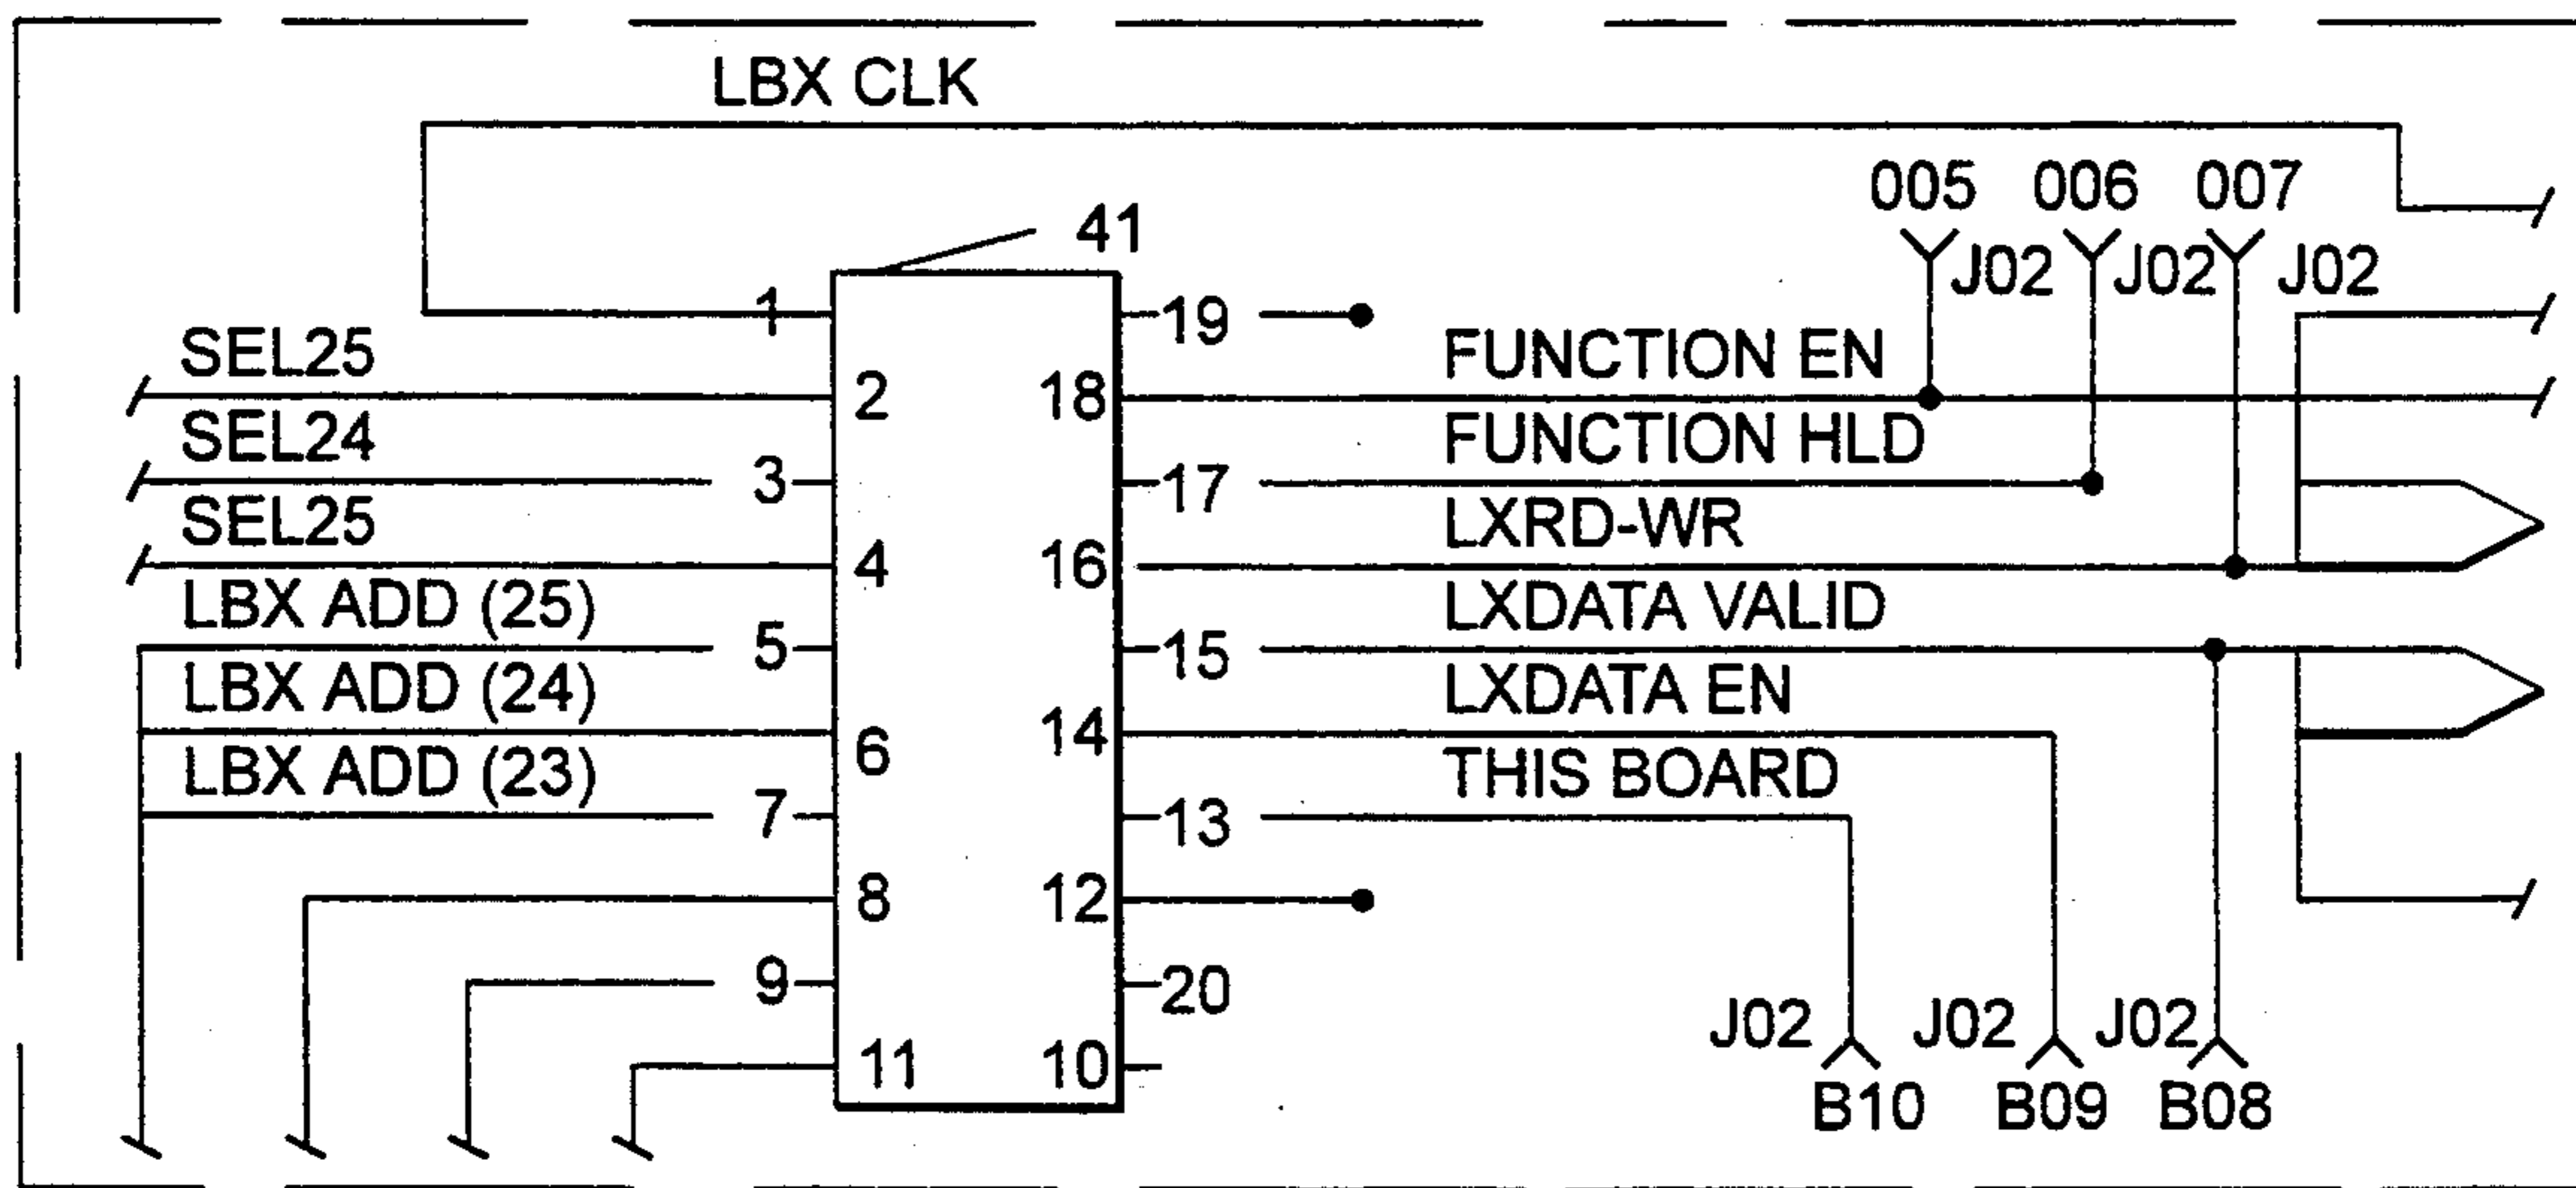 LBX CLK
005 006 007
41
J02 J02 J02
1 19
SEL25 FUNCTION EN
2 18
SEL24 FUNCTION HLD
3 17
SEL25 LXRD-WR
4 16
LBX ADD (25) LXDATA VALID
5 15
LBX ADD (24) LXDATA EN
6 14
LBX ADD (23) THIS BOARD
7 13
8 12
9 20
J02 J02 J02
11 10
B10 B09 B08